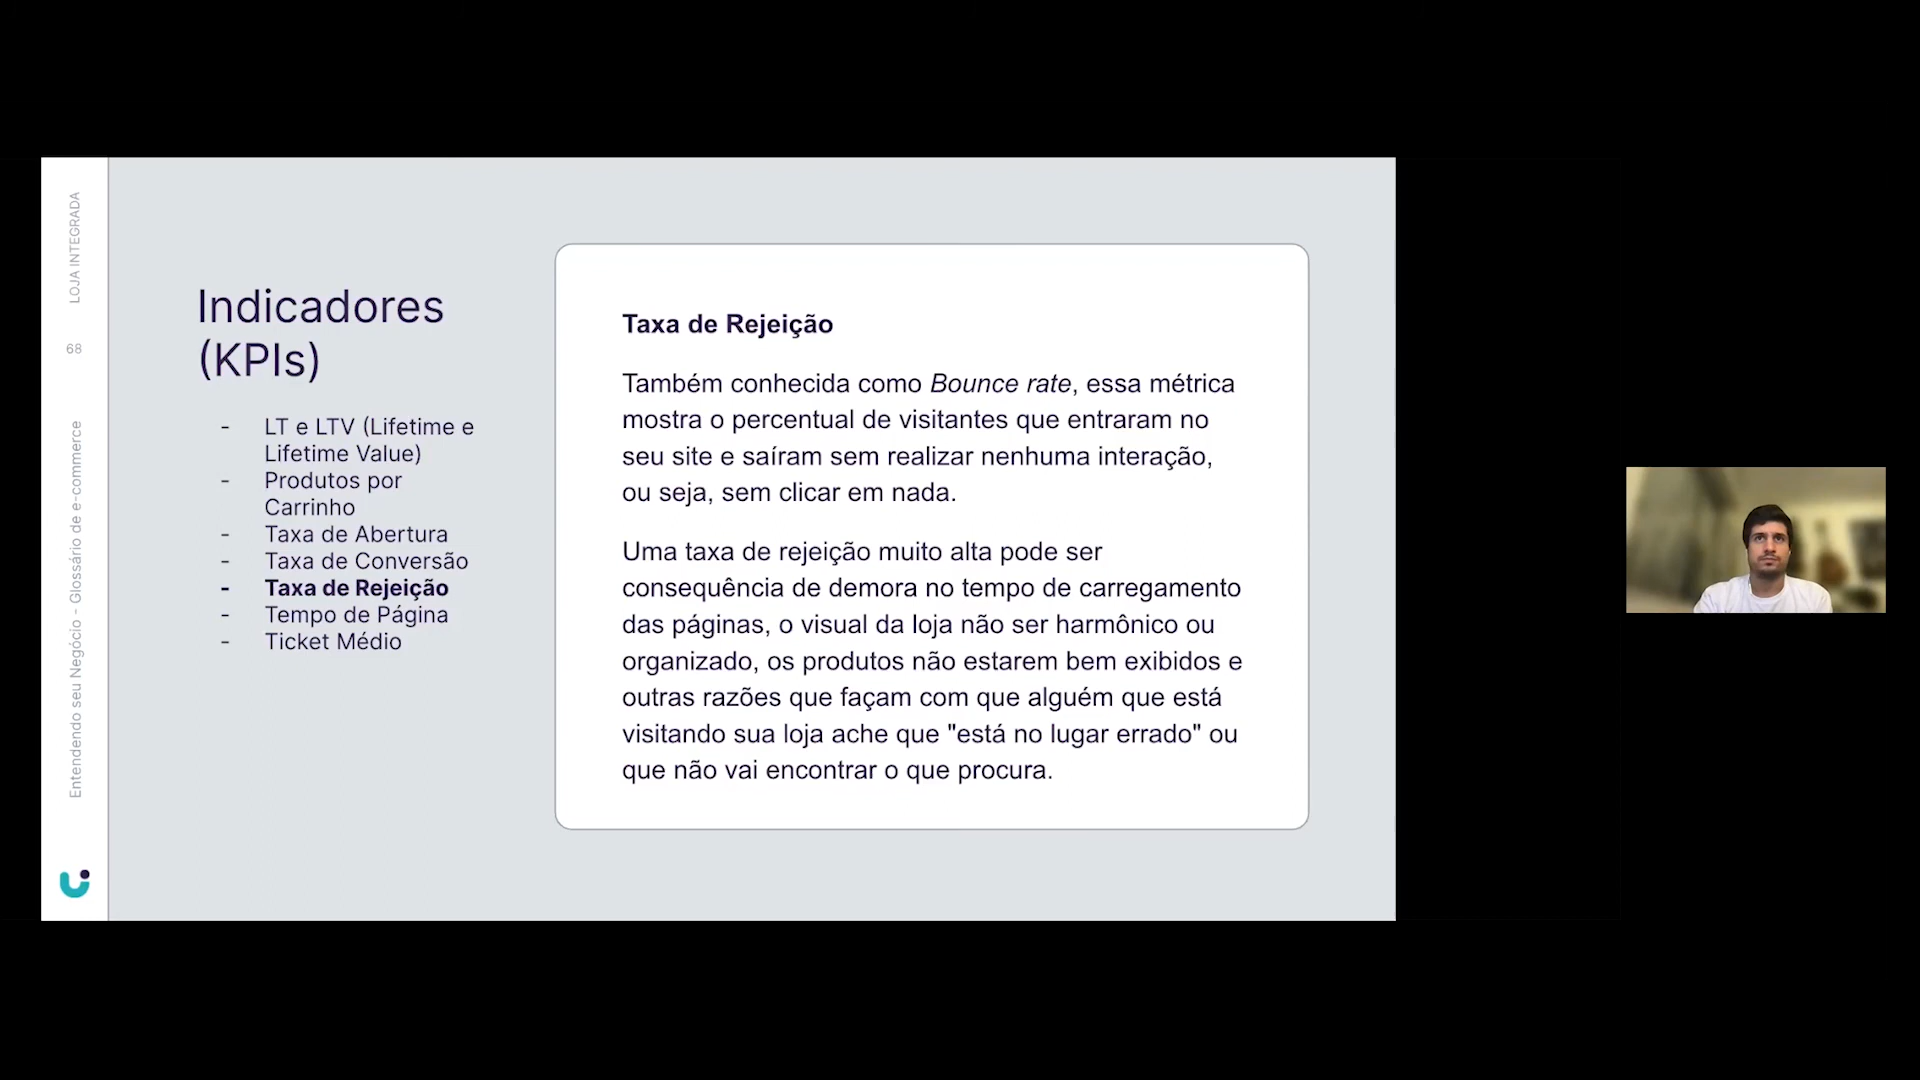 LOJA INTEGRADA
68
Entendendo seu Negócio - Glossário de e-commerce
Indicadores
(KPIs)
- LT e LTV (Lifetime e
Lifetime Value)
- Produtos por
Carrinho
- Taxa de Abertura
- Taxa de Conversão
- Taxa de Rejeição
- Tempo de Página
- Ticket Médio
Taxa de Rejeição
Também conhecida como Bounce rate, essa métrica
mostra o percentual de visitantes que entraram no
seu site e saíram sem realizar nenhuma interação,
ou seja, sem clicar em nada.
Uma taxa de rejeição muito alta pode ser
consequência de demora no tempo de carregamento
das páginas, o visual da loja não ser harmônico ou
organizado, os produtos não estarem bem exibidos e
outras razões que façam com que alguém que está
visitando sua loja ache que "está no lugar errado" ou
que não vai encontrar o que procura.